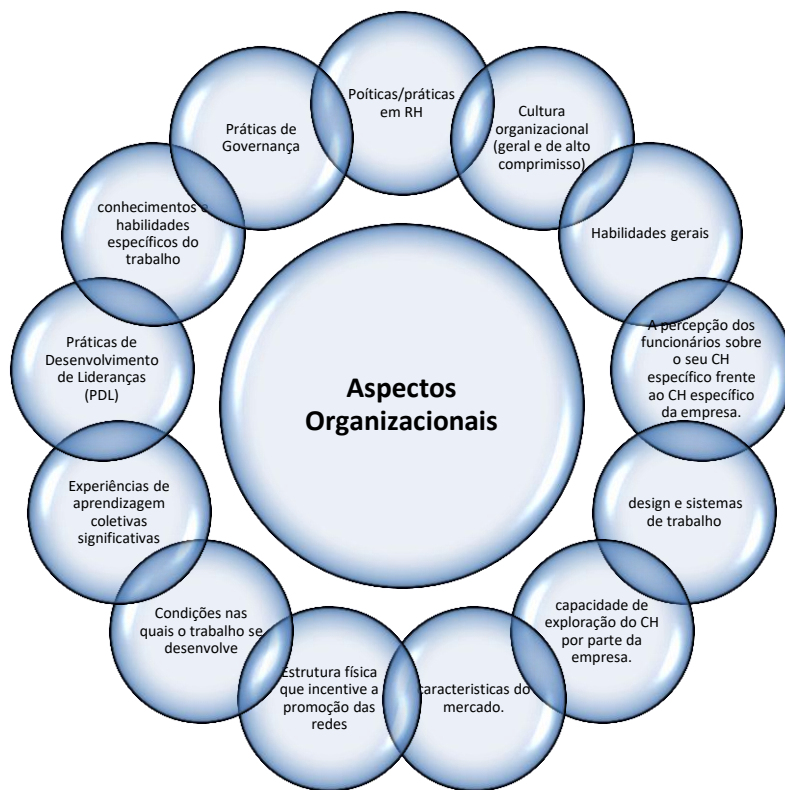 Poíticas/práticas
em RH
Cultura
organizacional
(geral e de alto
comprimisso)
Habilidades gerais
A percepção dos
funcionários sobre
o seu CH
específico frente
ao CH específico
da empresa.
design e sistemas
de trabalho
capacidade de
exploração do CH
por parte da
empresa.
caracteristicas do
mercado.
Estrutura física
que incentive a
promoção das
redes
Condições nas
quais o trabalho se
desenvolve
Experiências de
aprendizagem
coletivas
significativas
Práticas de
Desenvolvimento
de Lideranças
(PDL)
conhecimentos e
habilidades
específicos do
trabalho
Práticas de
Governança
Aspectos
Organizacionais